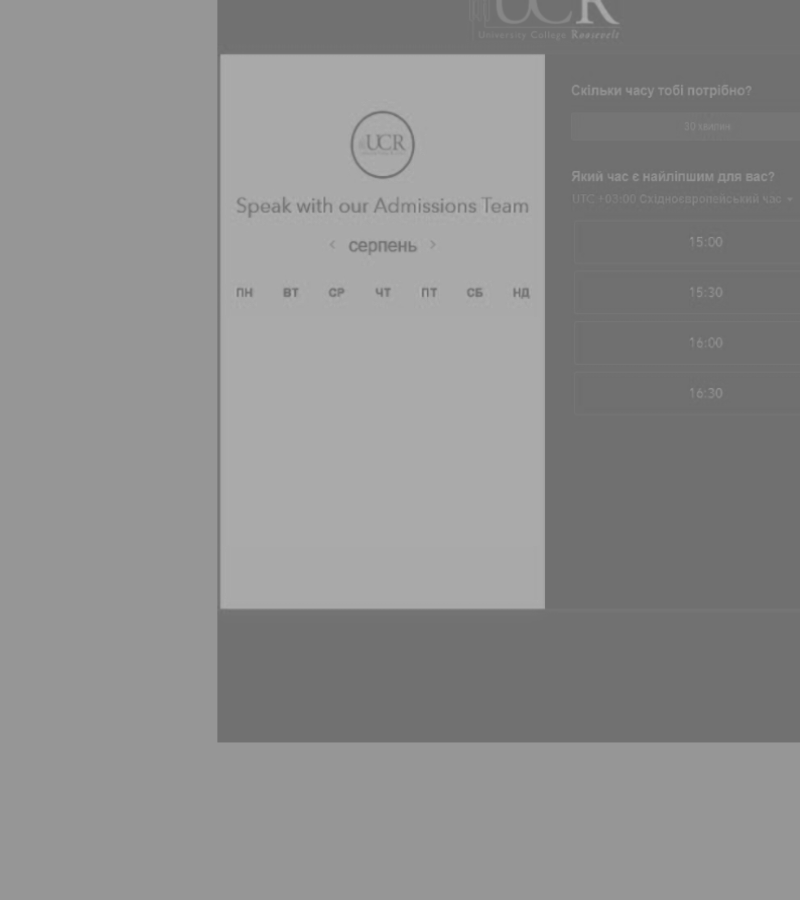 UCR
University College Roosevelt
UCR
Speak with our Admissions Team
‹ серпень ›
ПН ВТ СР ЧТ ПТ СБ НД
Скільки часу тобі потрібно?
30 хвилин
Який час є найліпшим для вас?
UTC +03:00 Східноєвропейський час
15:00
15:30
16:00
16:30